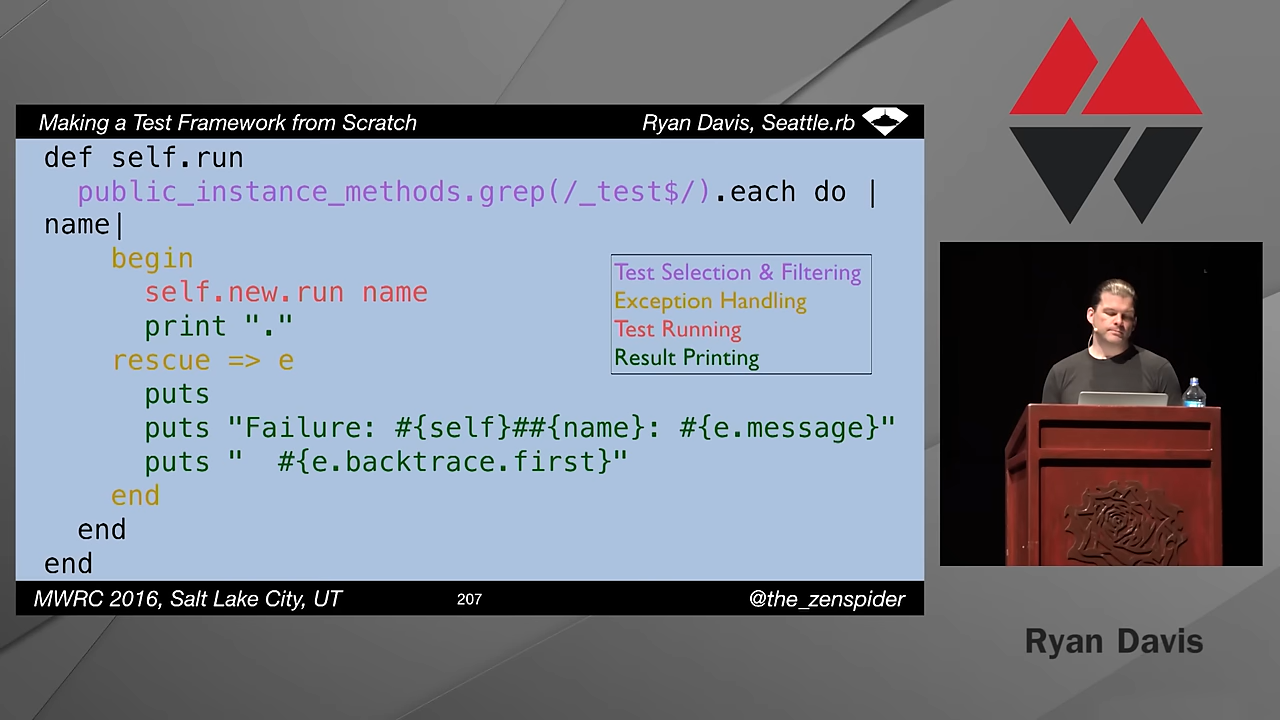 Making a Test Framework from Scratch
Ryan Davis, Seattle.rb
def self.run
  public_instance_methods.grep(/_test$/).each do |
name|
    begin
      self.new.run name
      print "."
    rescue => e
      puts
      puts "Failure: #{self}##{name}: #{e.message}"
      puts "  #{e.backtrace.first}"
    end
  end
end
Test Selection & Filtering
Exception Handling
Test Running
Result Printing
MWRC 2016, Salt Lake City, UT
207
@the_zenspider
Ryan Davis